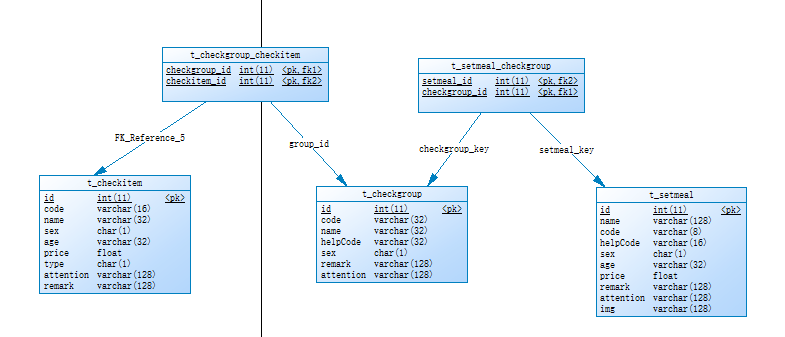 t_checkgroup_checkitem
checkgroup_id int(11) <pk,fk1>
checkitem_id int(11) <pk,fk2>
t_setmeal_checkgroup
setmeal_id int(11) <pk,fk2>
checkgroup_id int(11) <pk,fk1>
FK_Reference_5
group_id
checkgroup_key
setmeal_key
t_checkitem
id int(11) <pk>
code varchar(16)
name varchar(32)
sex char(1)
age varchar(32)
price float
type char(1)
attention varchar(128)
remark varchar(128)
t_checkgroup
id int(11) <pk>
code varchar(32)
name varchar(32)
helpCode varchar(32)
sex char(1)
remark varchar(128)
attention varchar(128)
t_setmeal
id int(11) <pk>
name varchar(128)
code varchar(8)
helpCode varchar(16)
sex char(1)
age varchar(32)
price float
remark varchar(128)
attention varchar(128)
img varchar(128)